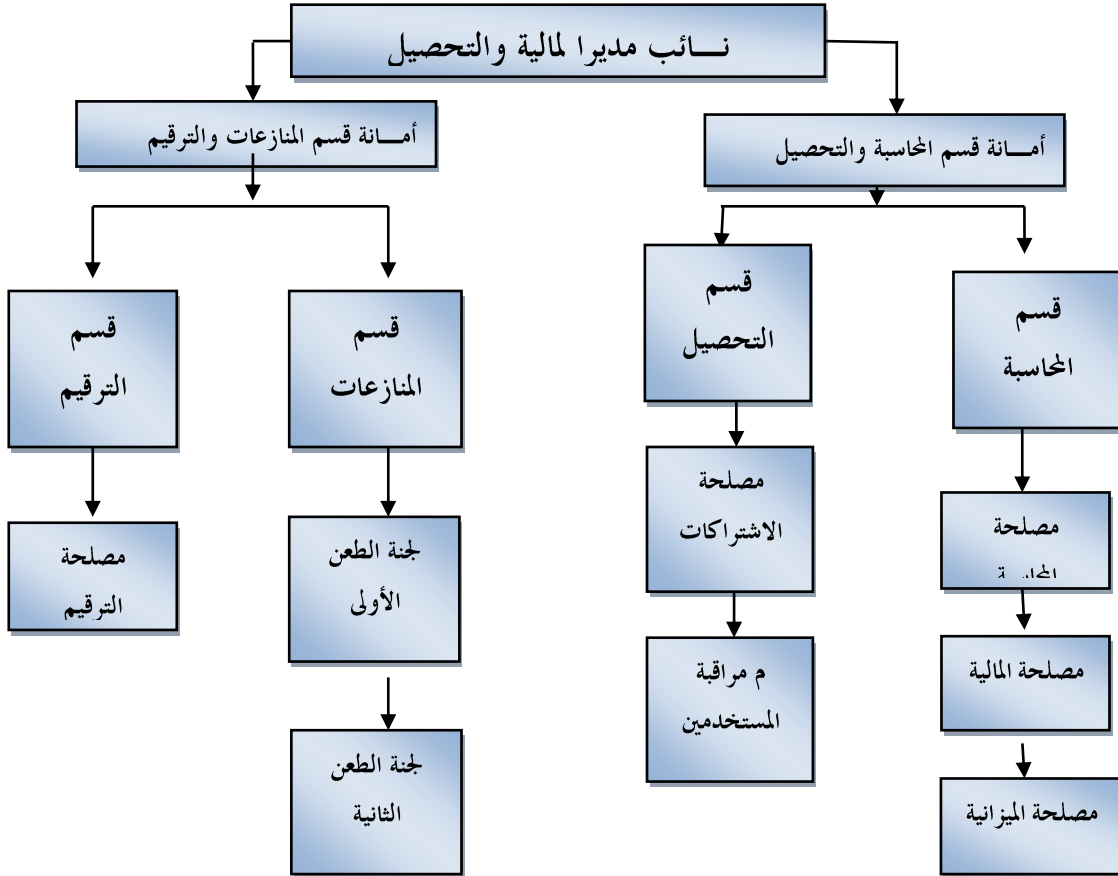 نـــائب مديرا لمالية والتحصيل
أمـــانة قسم المحاسبة والتحصيل
أمـــانة قسم المنازعات والترقيم
قسم
المحاسبة
قسم
التحصيل
قسم
المنازعات
قسم
الترقيم
مصلحة
المحاسبة
مصلحة
الاشتراكات
لجنة الطعن
الأولى
مصلحة
الترقيم
مصلحة المالية
م مراقبة
المستخدمين
لجنة الطعن
الثانية
مصلحة الميزانية